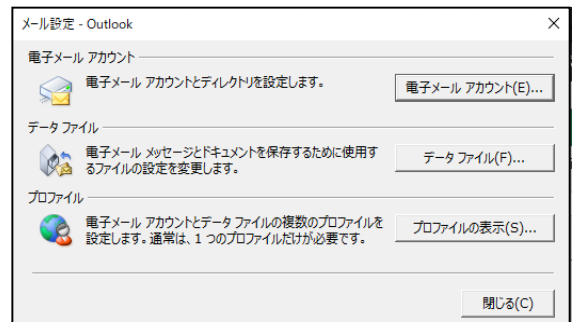 メール設定 - Outlook
電子メール アカウント
電子メール アカウントとディレクトリを設定します。
電子メール アカウント(E)...
データ ファイル
電子メール メッセージとドキュメントを保存するために使用す
るファイルの設定を変更します。
データ ファイル(F)...
プロファイル
電子メール アカウントとデータ ファイルの複数のプロファイルを
設定します。通常は、1 つのプロファイルだけが必要です。
プロファイルの表示(S)...
閉じる(C)